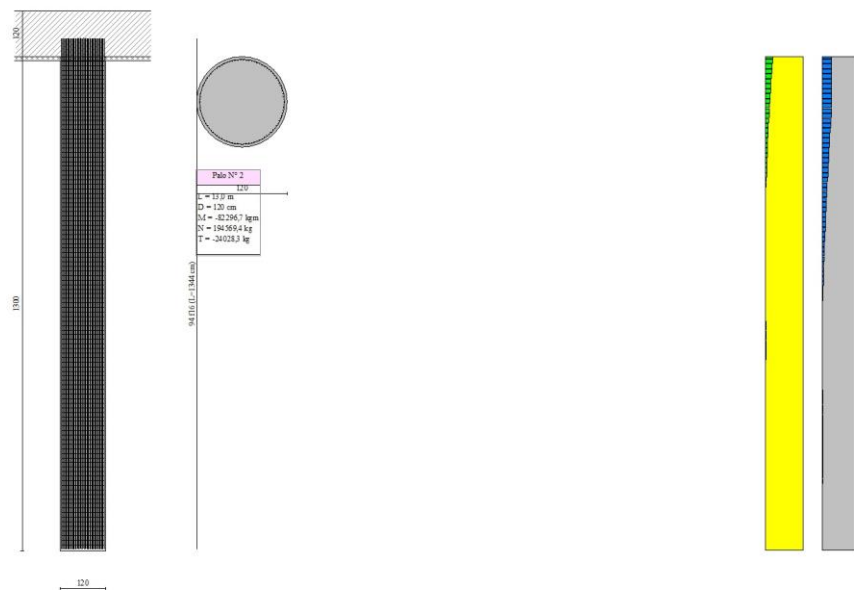 120
1300
120
94 f16 (L=1344 cm)
Palo N° 2
120
L = 13,0 m
D = 120 cm
M = -82296,7 kgm
N = 194569,4 kg
T = -24028,3 kg